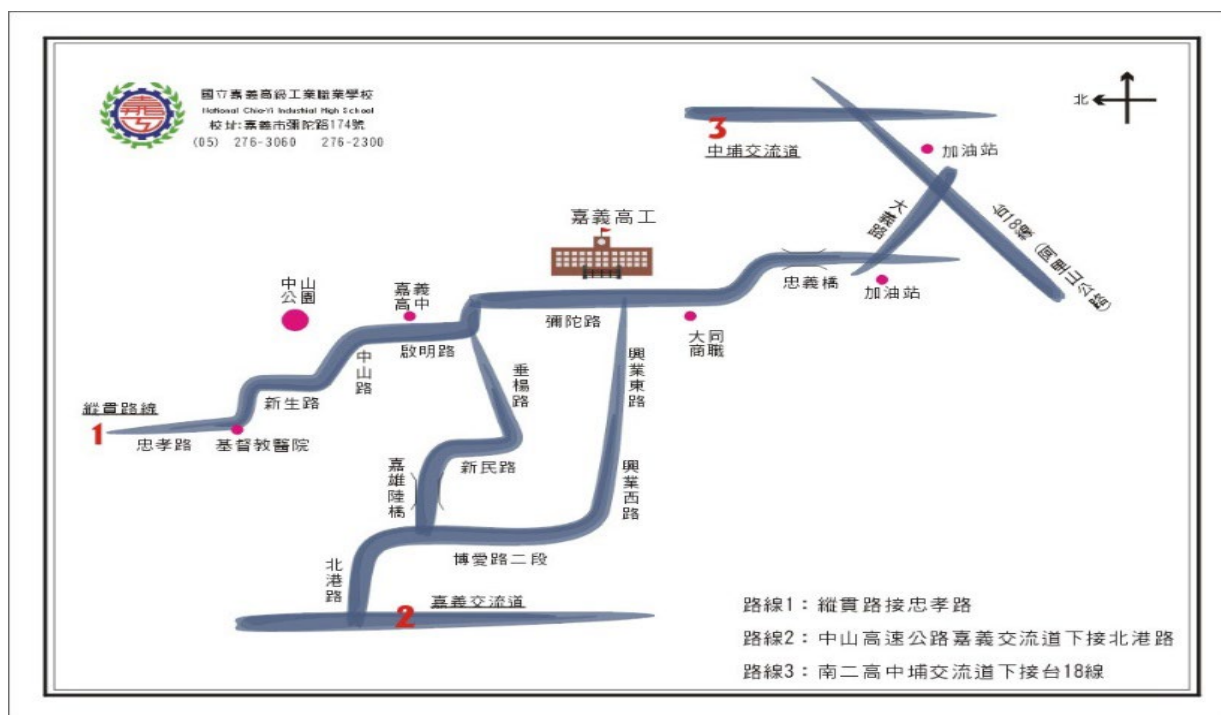 國立嘉義高級工業職業學校
National Chia-Yi Industrial High School
校址:嘉義市彌陀路174號
(05) 276-3060 276-2300
北
3
中埔交流道
加油站
大義路
台18線 (阿里山公路)
嘉義高工
忠義橋
加油站
中山
公園
嘉義
高中
彌陀路
大同
商職
啟明路
中山路
垂楊路
興業東路
新生路
縱貫路線
1
忠孝路
基督教醫院
新民路
嘉雄陸橋
興業西路
博愛路二段
北港路
嘉義交流道
2
路線1：縱貫路接忠孝路
路線2：中山高速公路嘉義交流道下接北港路
路線3：南二高中埔交流道下接台18線